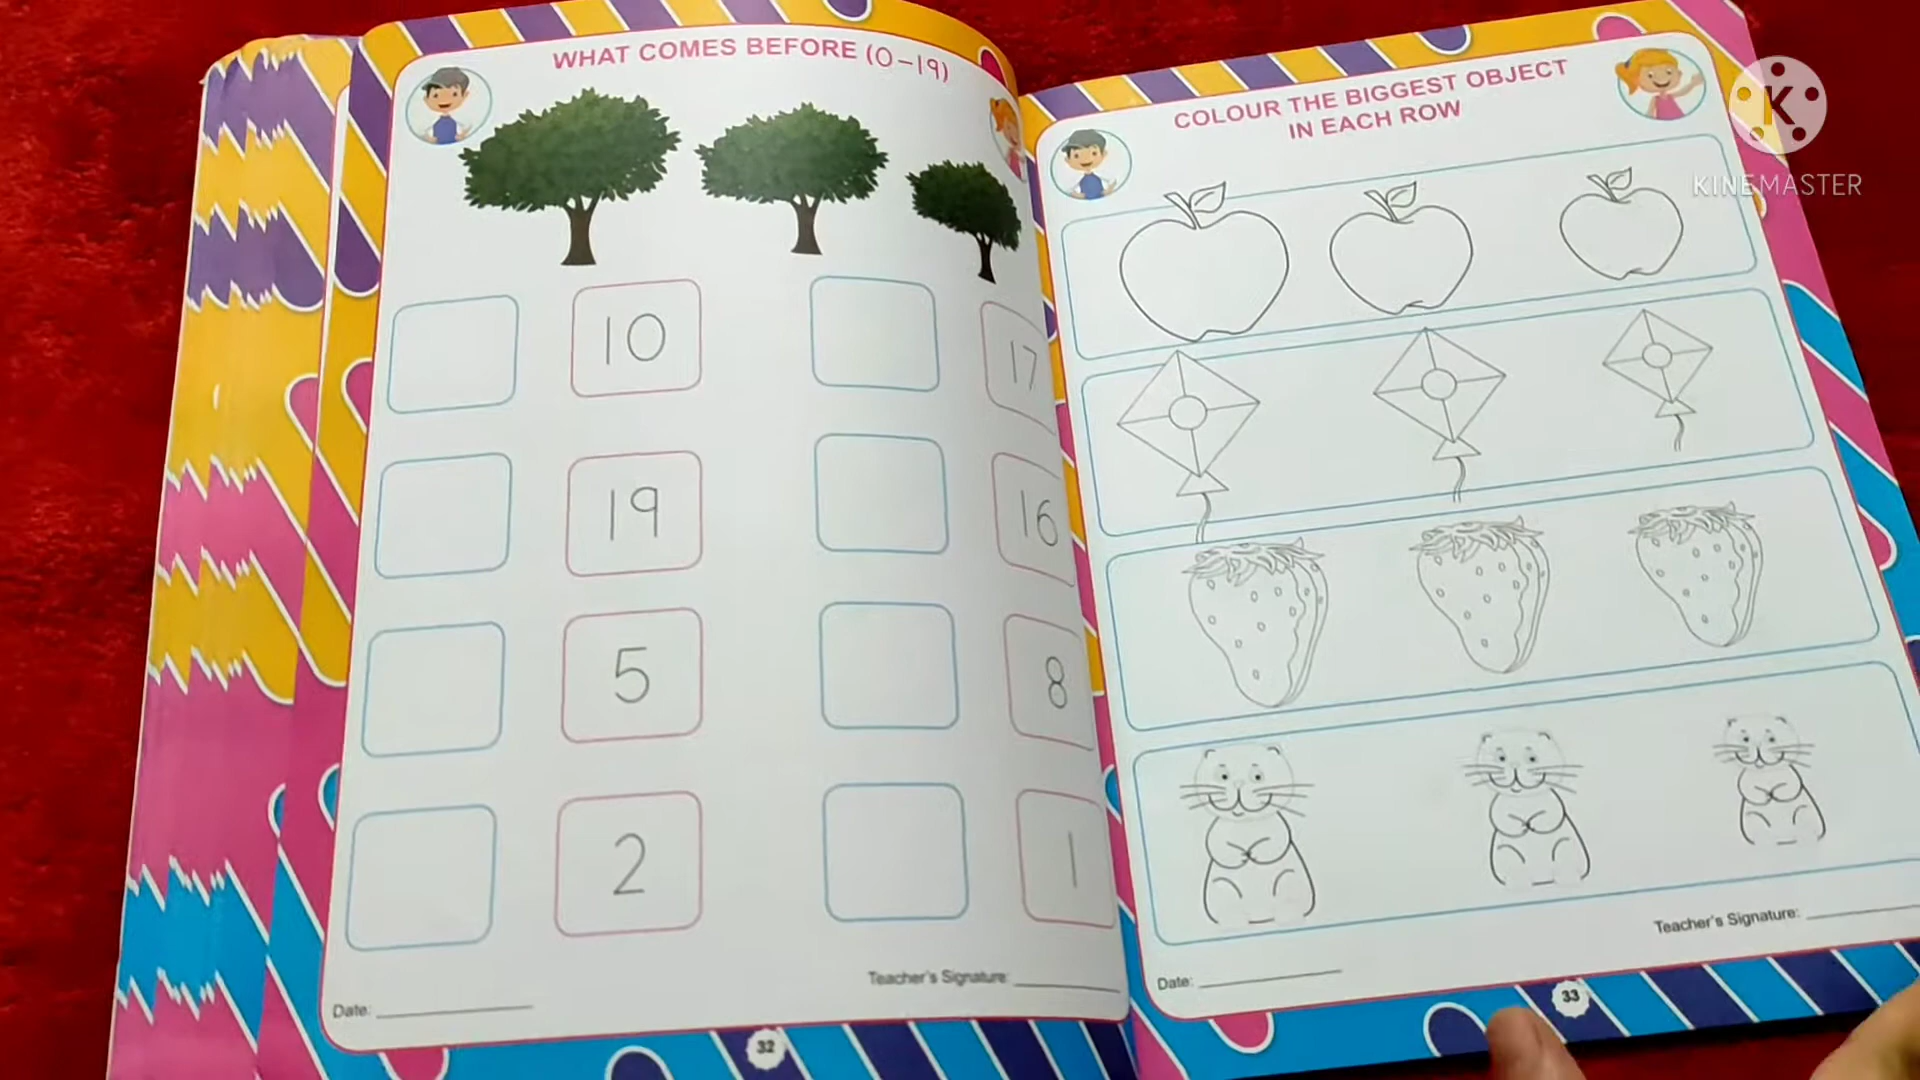 WHAT COMES BEFORE (0-19)
10
17
19
16
5
8
2
1
Teacher's Signature:
Date:
32
COLOUR THE BIGGEST OBJECT
IN EACH ROW
Teacher's Signature:
Date:
33
K
KINEMASTER